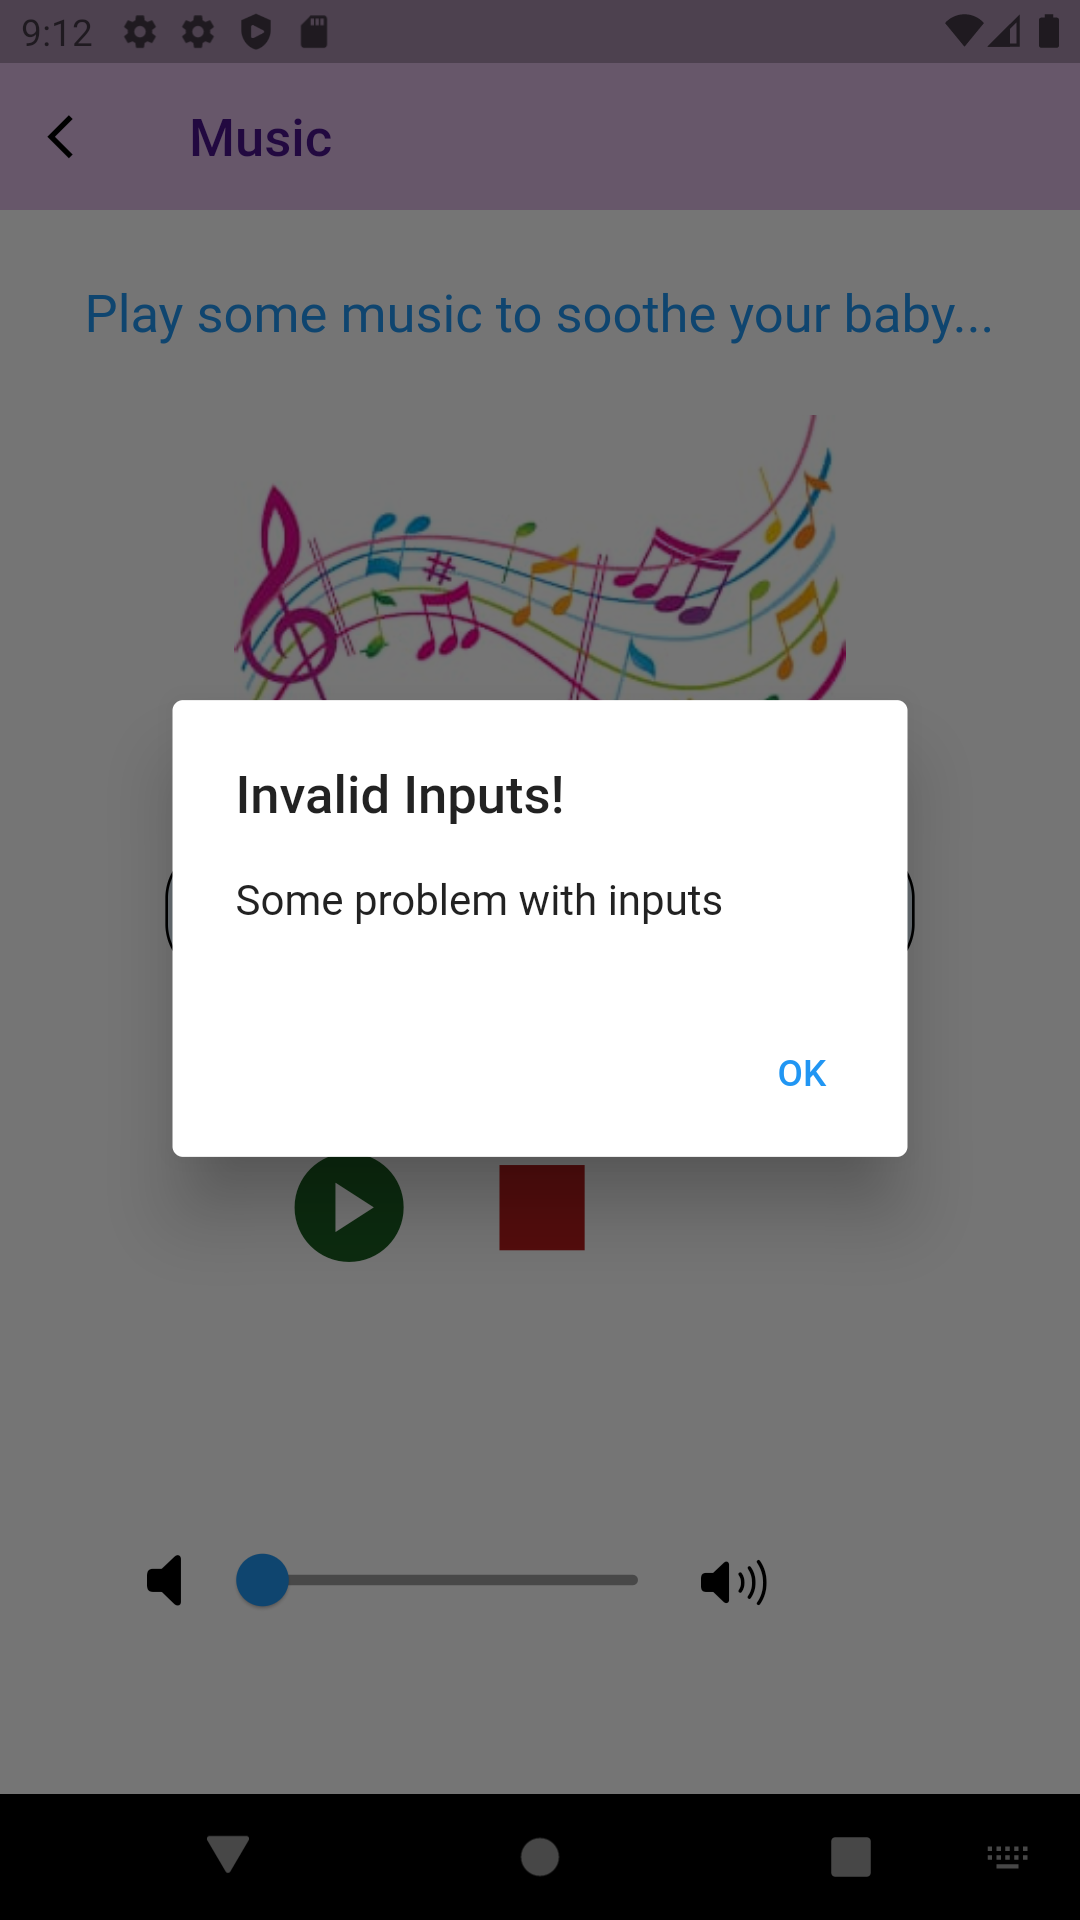 9:12
Music
Play some music to soothe your baby...
Invalid Inputs!
Some problem with inputs
OK